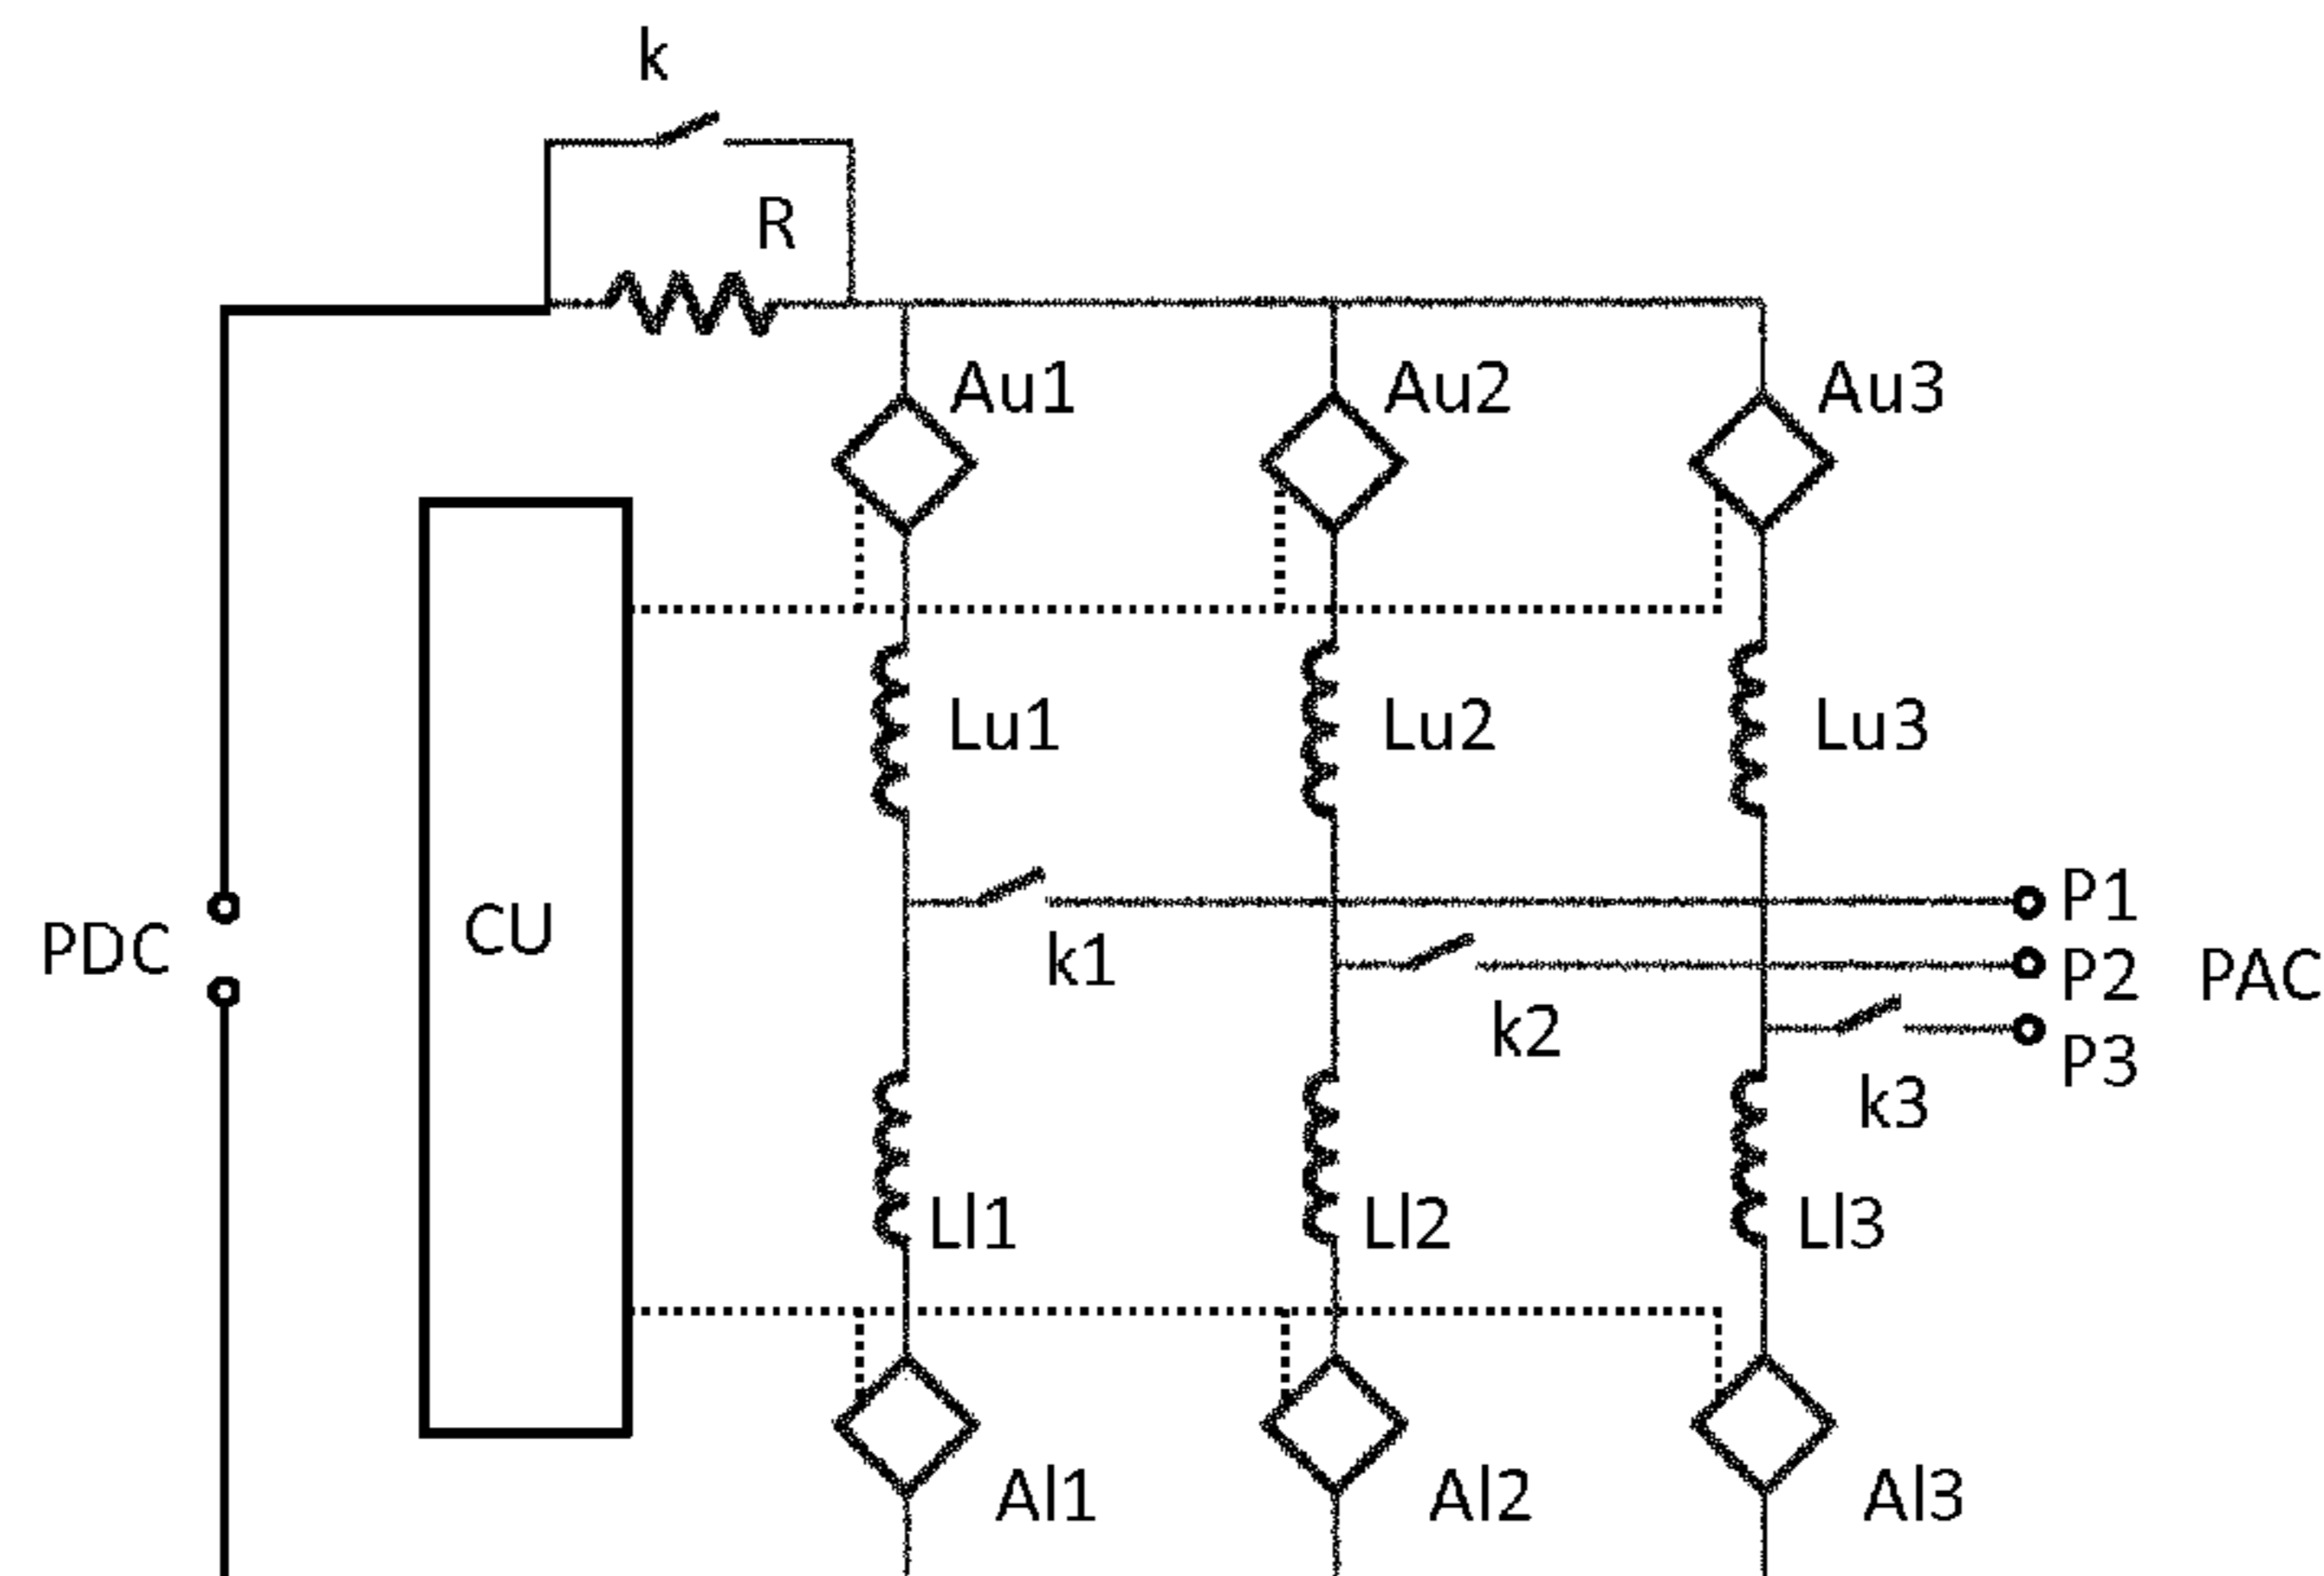 k
R
Au1 Au2 Au3
Lu1 Lu2 Lu3
P1
PDC CU k1 P2 PAC
k2 P3
k3
Ll1 Ll2 Ll3
Al1 Al2 Al3